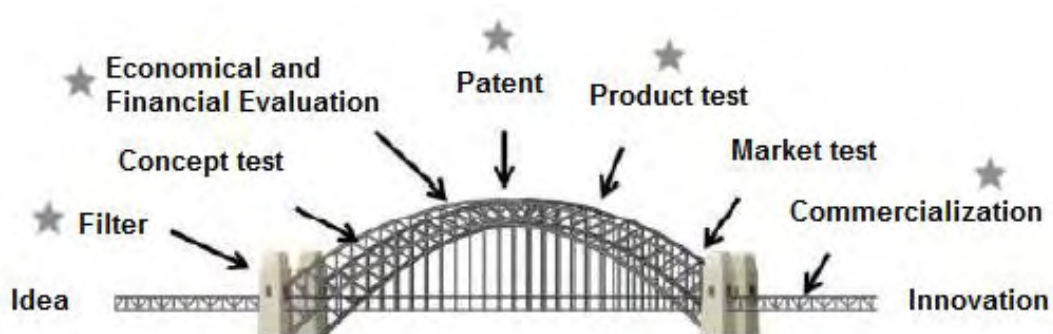 Economical and
Financial Evaluation
Patent
Product test
Concept test
Market test
Filter
Commercialization
Idea
Innovation